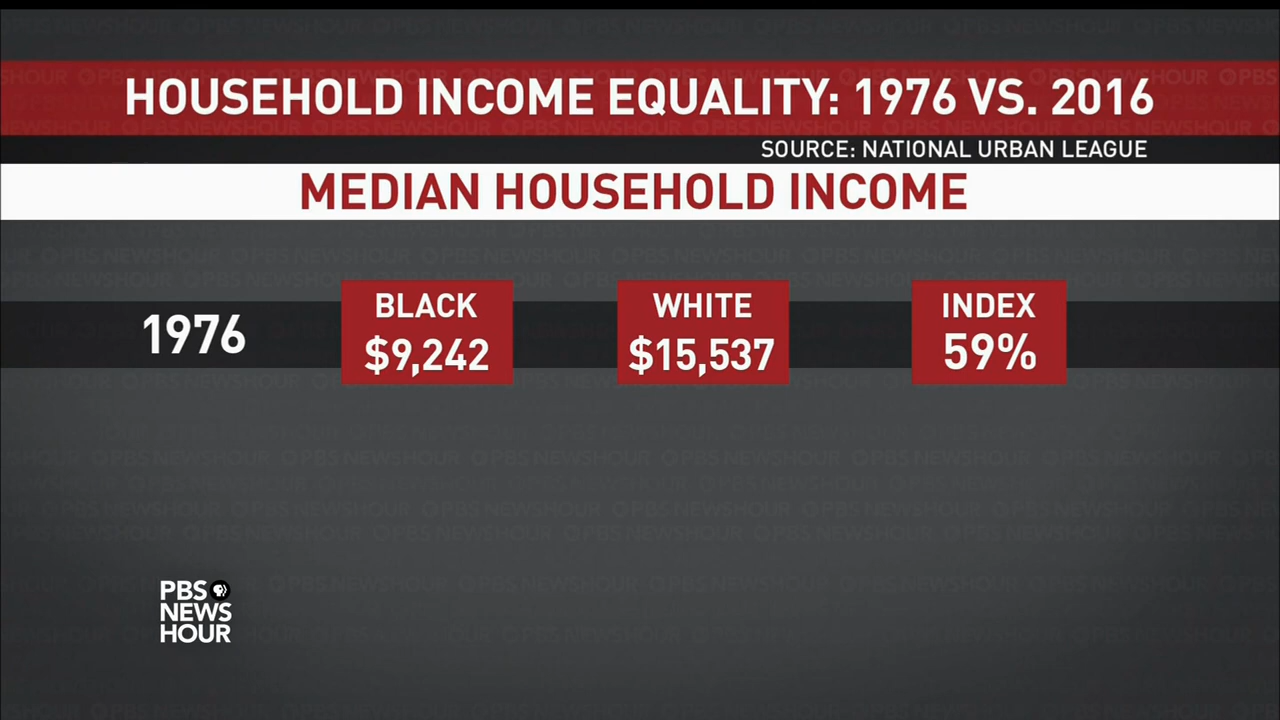 HOUSEHOLD INCOME EQUALITY: 1976 VS. 2016
SOURCE: NATIONAL URBAN LEAGUE
MEDIAN HOUSEHOLD INCOME
1976
BLACK
$9,242
WHITE
$15,537
INDEX
59%
PBS
NEWS
HOUR